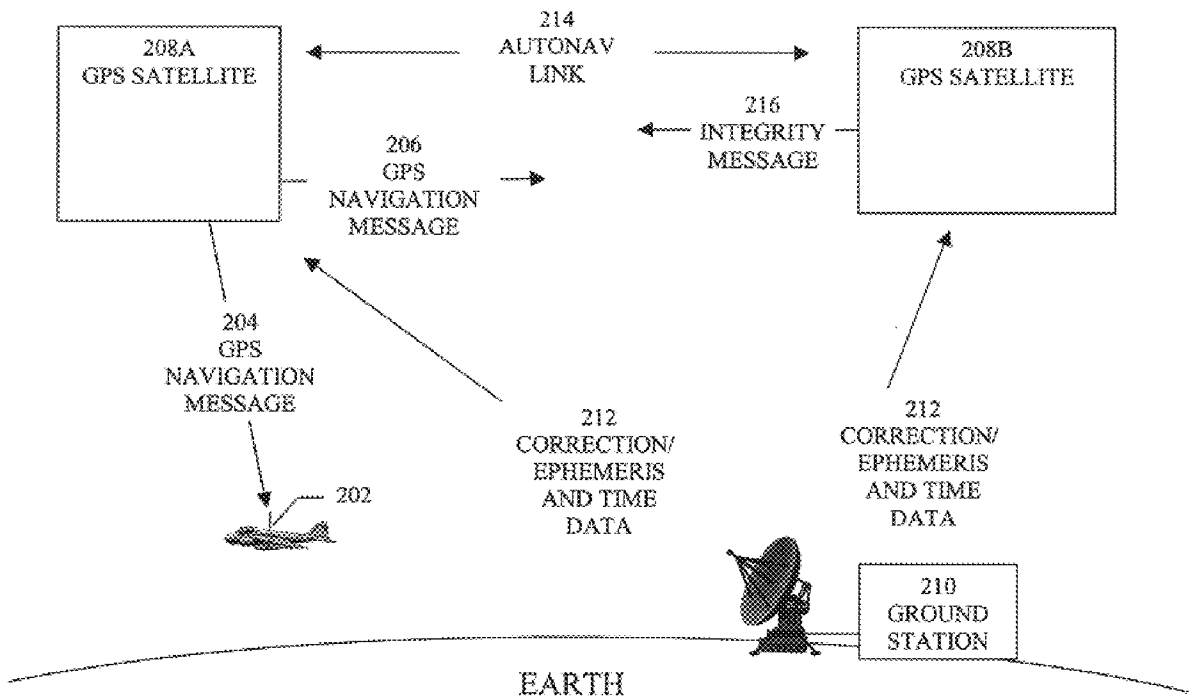 208A
GPS SATELLITE
214
AUTONAV
LINK
208B
GPS SATELLITE
216
INTEGRITY
MESSAGE
206
GPS
NAVIGATION
MESSAGE
204
GPS
NAVIGATION
MESSAGE
212
CORRECTION/
EPHEMERIS
AND TIME
DATA
212
CORRECTION/
EPHEMERIS
AND TIME
DATA
202
210
GROUND
STATION
EARTH